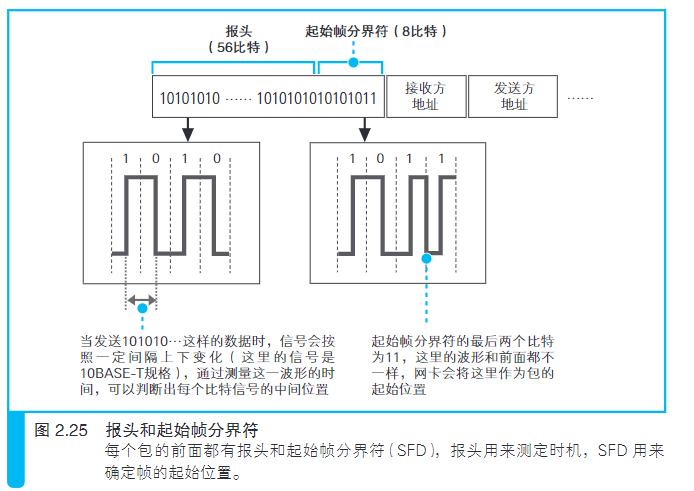 报头
（56比特）
起始帧分界符（8比特）
10101010 …… 1010101010101011
接收方
地址
发送方
地址
……
1 0 1 0
1 0 1 1
当发送101010…这样的数据时，信号会按
照一定间隔上下变化（这里的信号是
10BASE-T规格），通过测量这一波形的时
间，可以判断出每个比特信号的中间位置
起始帧分界符的最后两个比特
为11，这里的波形和前面都不
一样，网卡会将这里作为包的
起始位置
图 2.25 报头和起始帧分界符
每个包的前面都有报头和起始帧分界符（SFD），报头用来测定时机，SFD 用来
确定帧的起始位置。